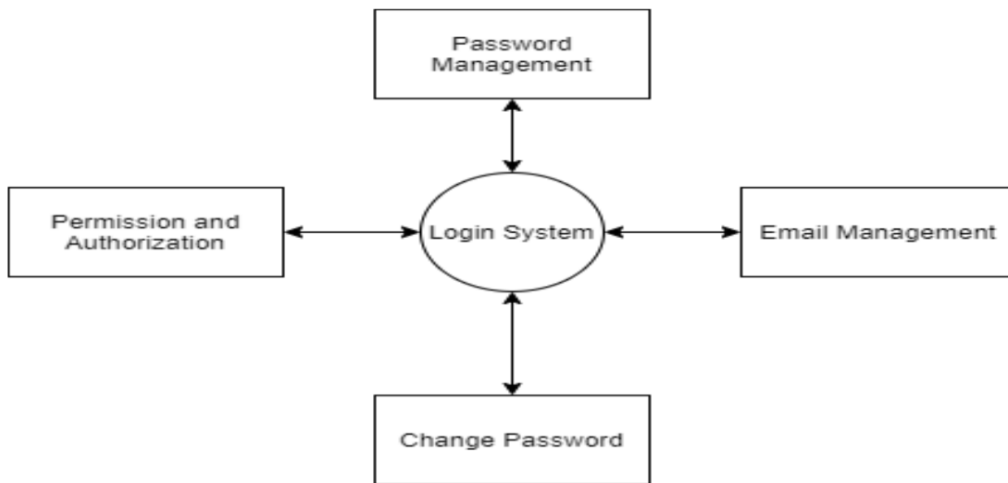 Password
Management
Permission and
Authorization
Login System
Email Management
Change Password